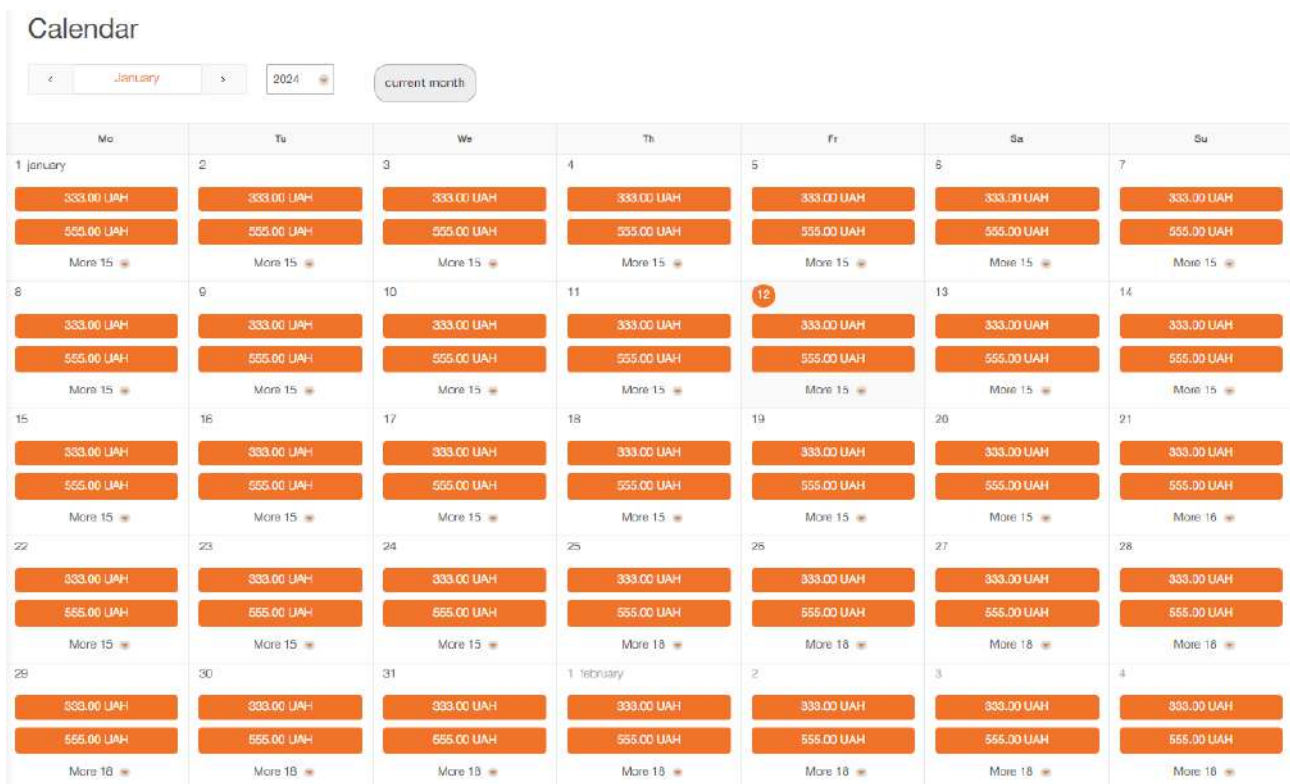 Calendar
‹ January › 2024 current month
Mo Tu We Th Fr Sa Su
1 january 2 3 4 5 6 7
333.00 UAH 333.00 UAH 333.00 UAH 333.00 UAH 333.00 UAH 333.00 UAH 333.00 UAH
555.00 UAH 555.00 UAH 555.00 UAH 555.00 UAH 555.00 UAH 555.00 UAH 555.00 UAH
More 15 More 15 More 15 More 15 More 15 More 15 More 15
8 9 10 11 12 13 14
333.00 UAH 333.00 UAH 333.00 UAH 333.00 UAH 333.00 UAH 333.00 UAH 333.00 UAH
555.00 UAH 555.00 UAH 555.00 UAH 555.00 UAH 555.00 UAH 555.00 UAH 555.00 UAH
More 15 More 15 More 15 More 15 More 15 More 15 More 15
15 16 17 18 19 20 21
333.00 UAH 333.00 UAH 333.00 UAH 333.00 UAH 333.00 UAH 333.00 UAH 333.00 UAH
555.00 UAH 555.00 UAH 555.00 UAH 555.00 UAH 555.00 UAH 555.00 UAH 555.00 UAH
More 15 More 15 More 15 More 15 More 15 More 15 More 16
22 23 24 25 26 27 28
333.00 UAH 333.00 UAH 333.00 UAH 333.00 UAH 333.00 UAH 333.00 UAH 333.00 UAH
555.00 UAH 555.00 UAH 555.00 UAH 555.00 UAH 555.00 UAH 555.00 UAH 555.00 UAH
More 15 More 15 More 15 More 18 More 18 More 18 More 18
29 30 31 1 february 2 3 4
333.00 UAH 333.00 UAH 333.00 UAH 333.00 UAH 333.00 UAH 333.00 UAH 333.00 UAH
555.00 UAH 555.00 UAH 555.00 UAH 555.00 UAH 555.00 UAH 555.00 UAH 555.00 UAH
More 18 More 18 More 18 More 18 More 18 More 18 More 18